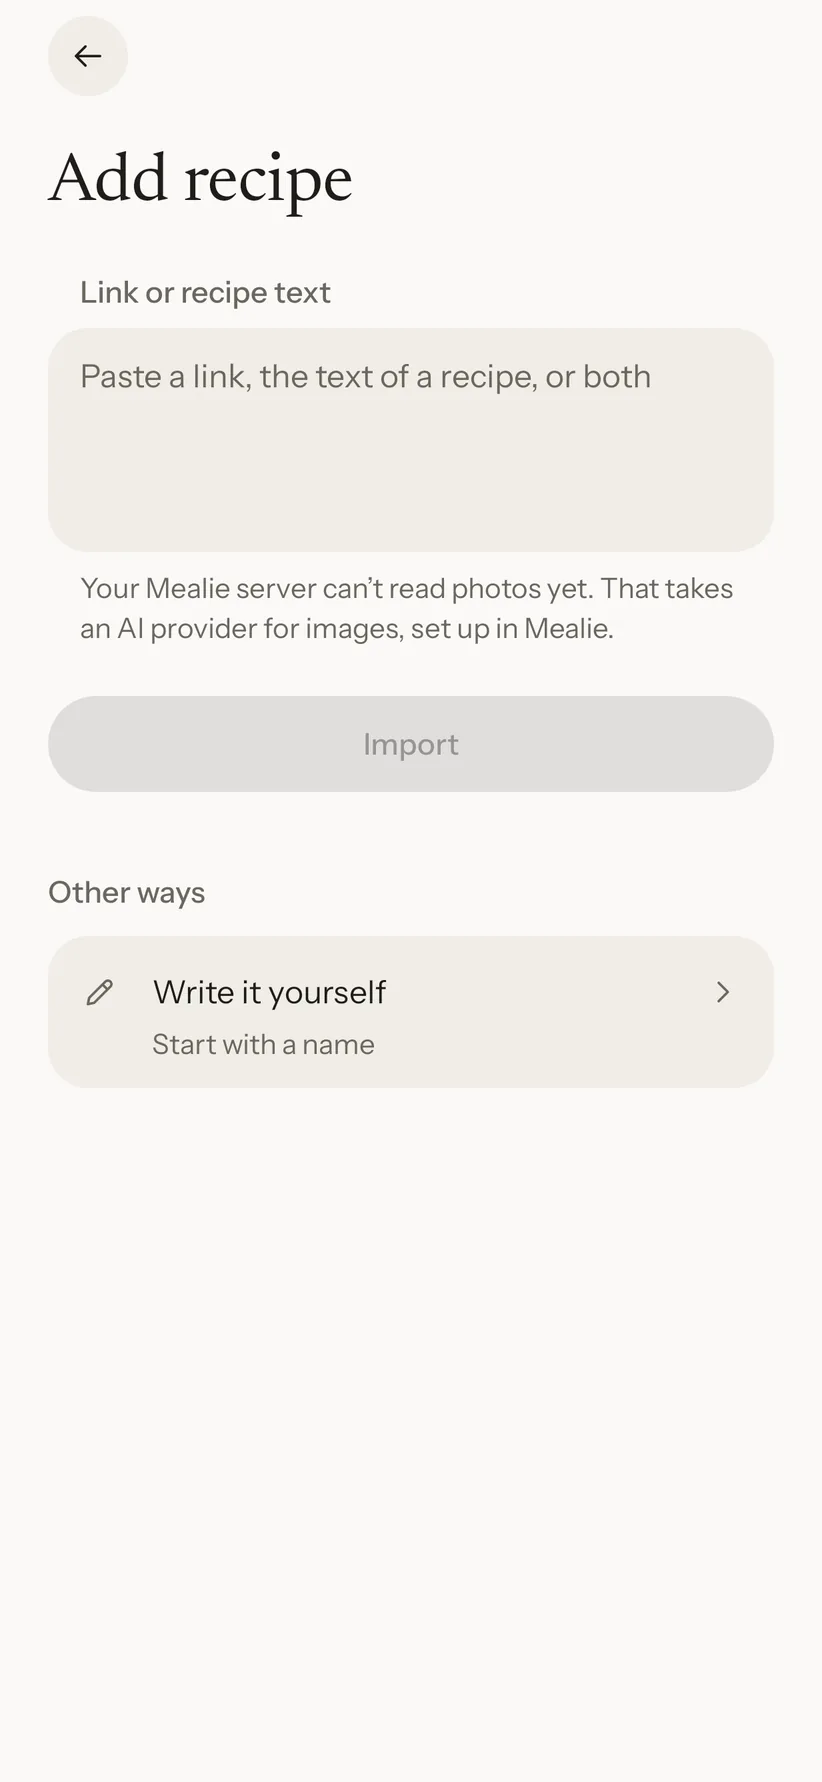 Add recipe
Link or recipe text
Paste a link, the text of a recipe, or both
Your Mealie server can’t read photos yet. That takes
an AI provider for images, set up in Mealie.
Import
Other ways
Write it yourself
Start with a name